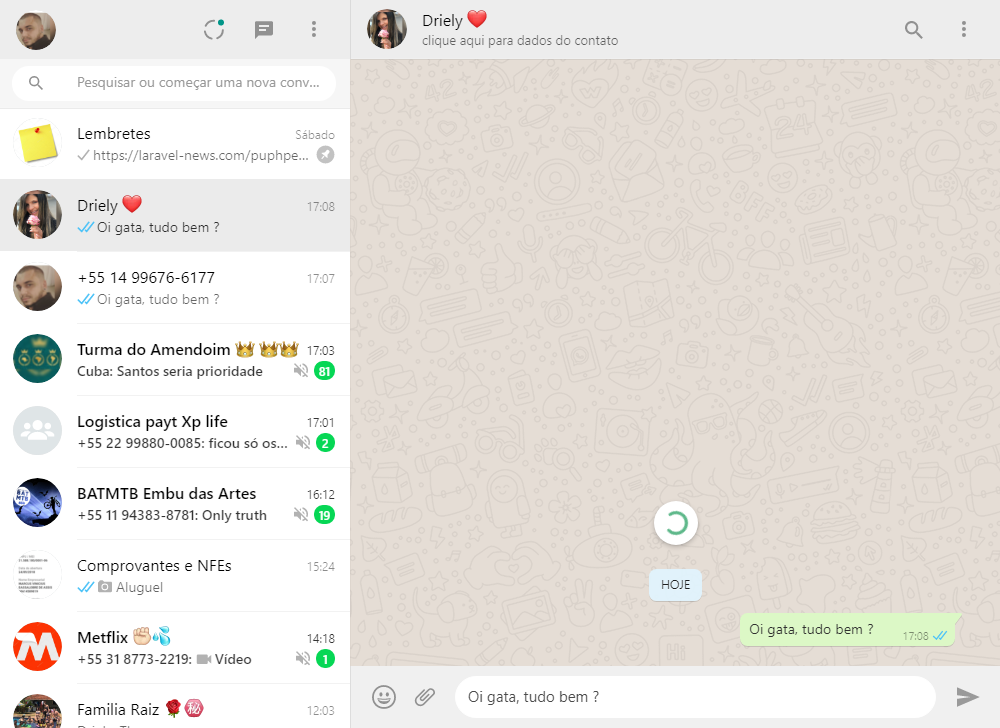 Pesquisar ou começar uma nova conv...
Lembretes
Sábado
https://laravel-news.com/puphpe...
Driely ❤️
17:08
Oi gata, tudo bem ?
+55 14 99676-6177
17:07
Oi gata, tudo bem ?
Turma do Amendoim 👑 👑👑
17:03
Cuba: Santos seria prioridade
81
Logistica payt Xp life
17:01
+55 22 99880-0085: ficou só os...
2
BATMTB Embu das Artes
16:12
+55 11 94383-8781: Only truth
19
Comprovantes e NFEs
15:24
Aluguel
Metflix ✊🏼💦
14:18
+55 31 8773-2219: Vídeo
1
Familia Raiz 🌹㊙️
12:03
Driely ❤️
clique aqui para dados do contato
HOJE
Oi gata, tudo bem ?
17:08
Oi gata, tudo bem ?